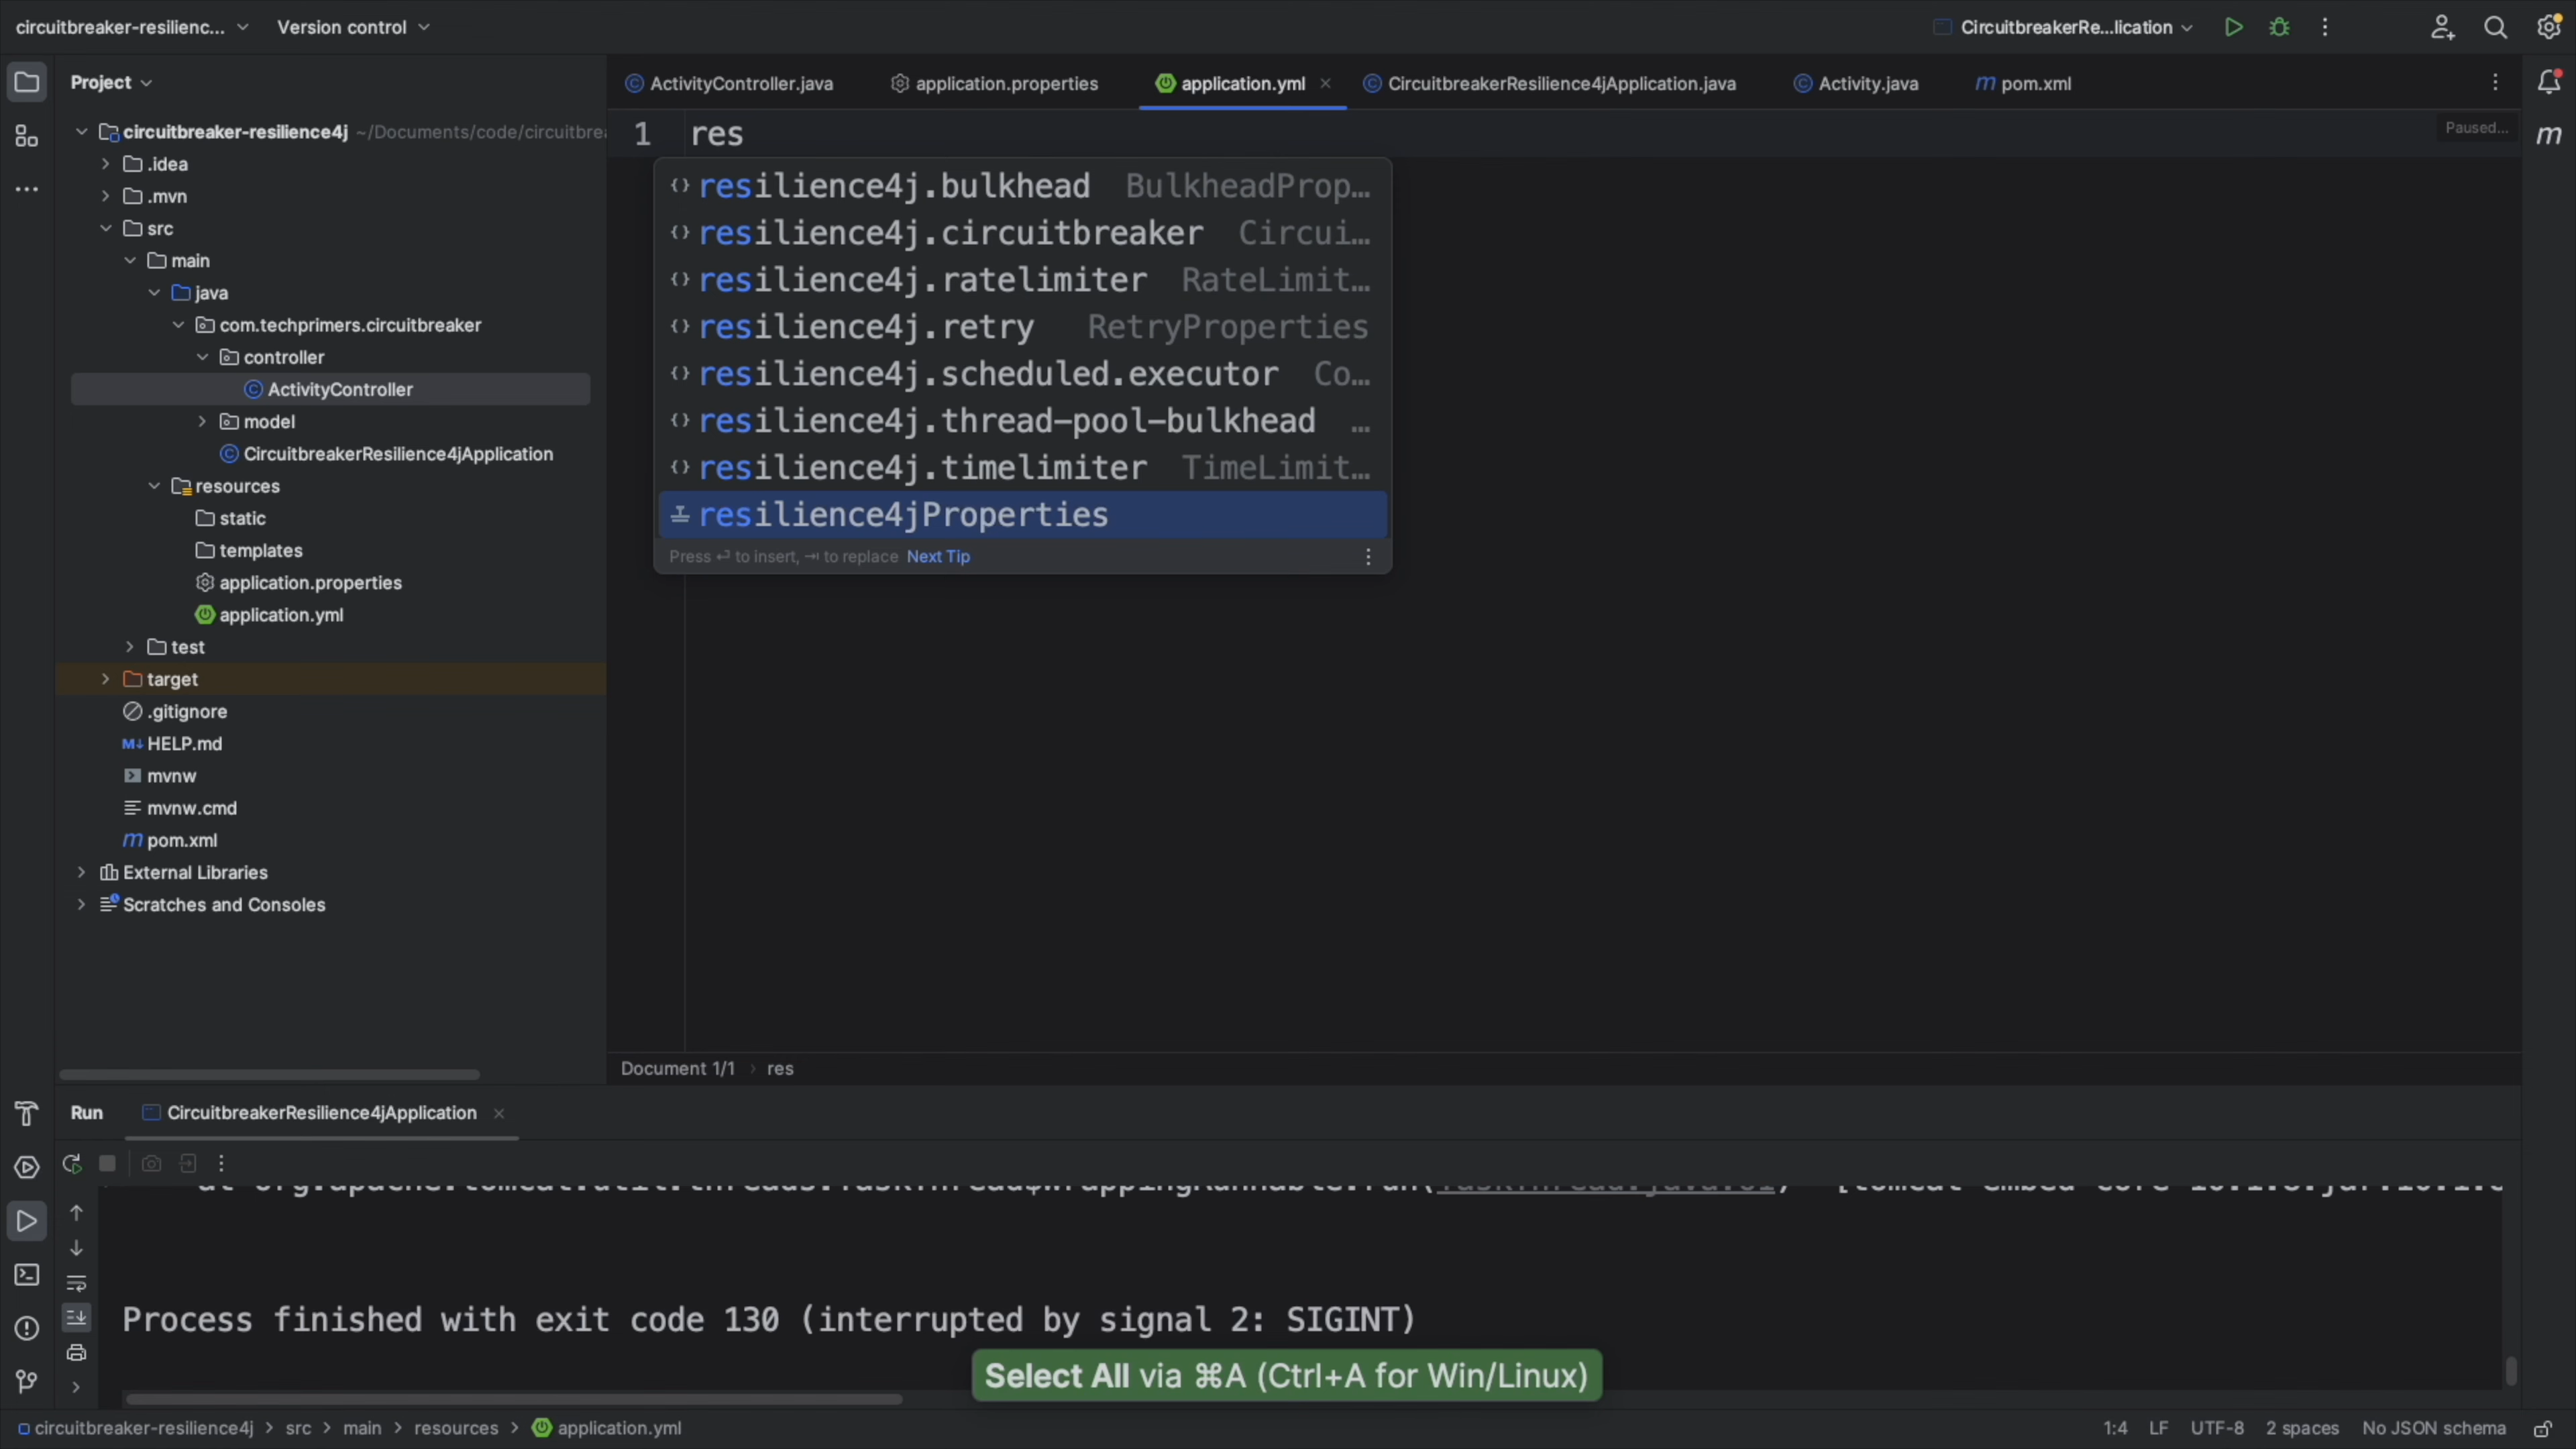 circuitbreaker-resilienc...
Version control
CircuitbreakerRe...lication
Project
ActivityController.java
application.properties
application.yml
CircuitbreakerResilience4jApplication.java
Activity.java
pom.xml
circuitbreaker-resilience4j ~/Documents/code/circuitbrea
.idea
.mvn
src
main
java
com.techprimers.circuitbreaker
controller
ActivityController
model
CircuitbreakerResilience4jApplication
resources
static
templates
application.properties
application.yml
test
target
.gitignore
HELP.md
mvnw
mvnw.cmd
pom.xml
External Libraries
Scratches and Consoles
1 res
Paused...
resilience4j.bulkhead BulkheadProp...
resilience4j.circuitbreaker Circui...
resilience4j.ratelimiter RateLimit...
resilience4j.retry RetryProperties
resilience4j.scheduled.executor Co...
resilience4j.thread-pool-bulkhead ...
resilience4j.timelimiter TimeLimit...
resilience4jProperties
Press ⏎ to insert, ⇥ to replace Next Tip
Document 1/1 › res
Run
CircuitbreakerResilience4jApplication
Process finished with exit code 130 (interrupted by signal 2: SIGINT)
Select All via ⌘A (Ctrl+A for Win/Linux)
circuitbreaker-resilience4j › src › main › resources › application.yml
1:4 LF UTF-8 2 spaces No JSON schema